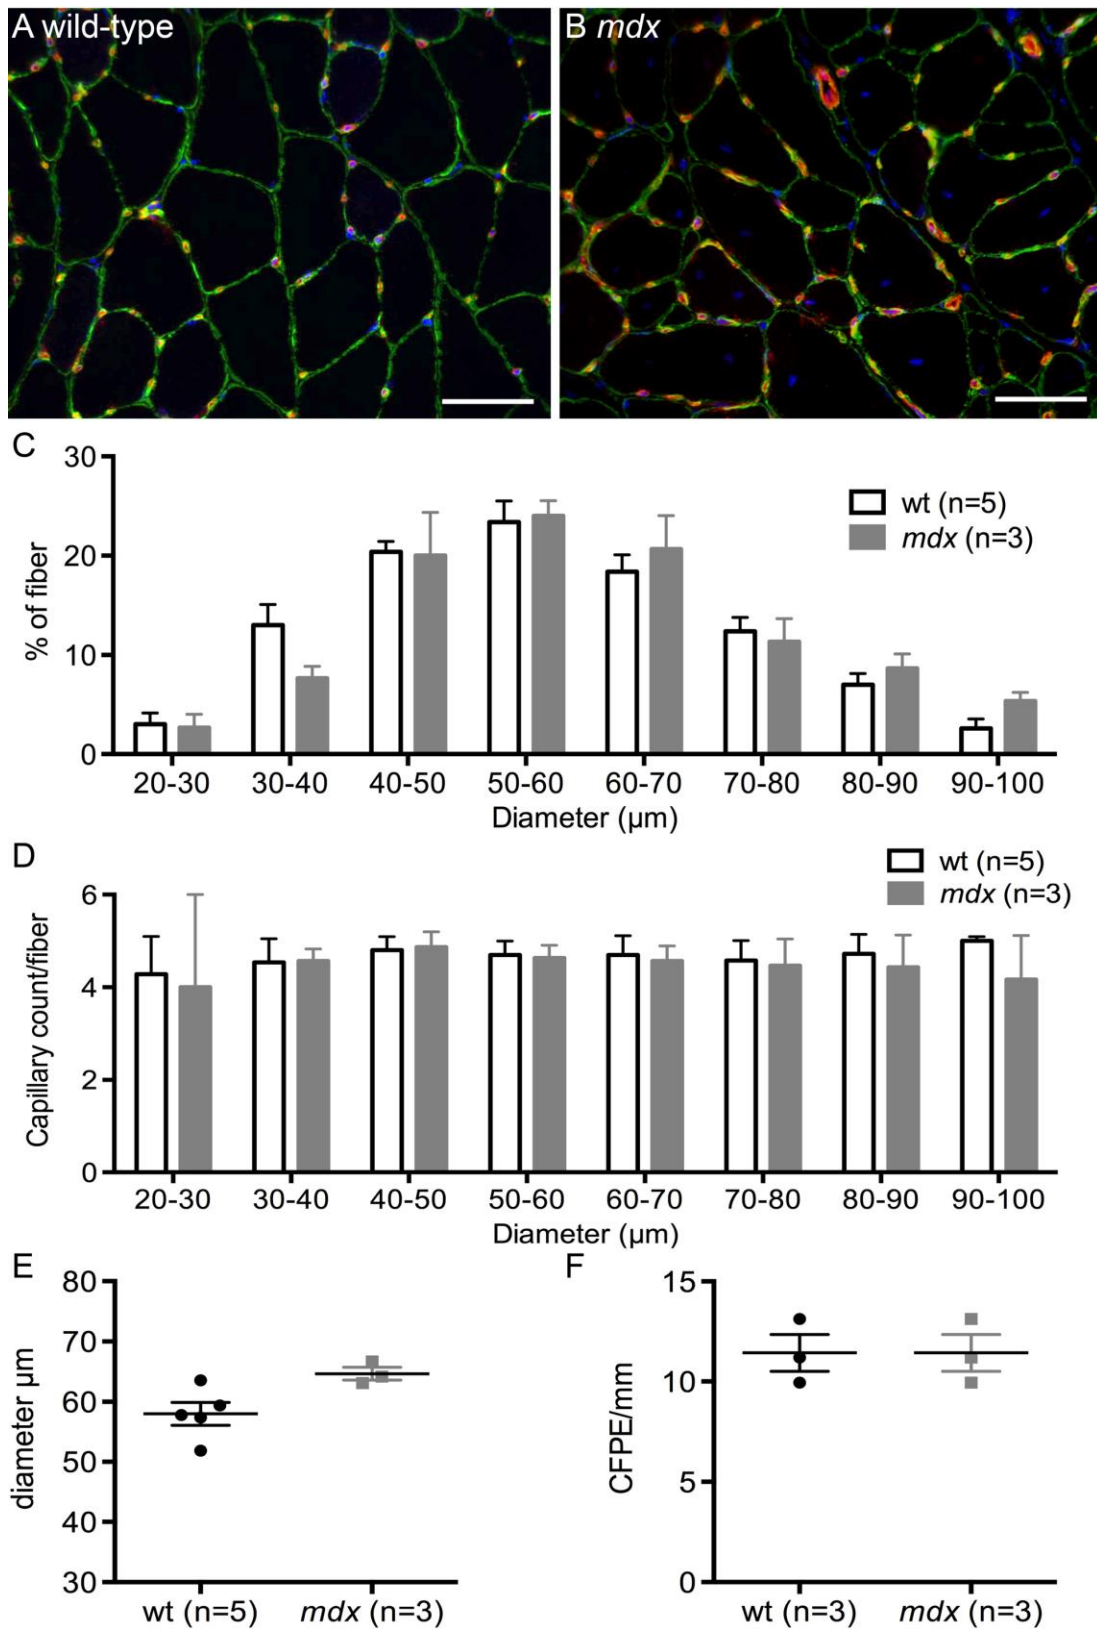 A wild-type
B mdx
C
30
20
10
0
% of fiber
wt (n=5)
mdx (n=3)
20-30 30-40 40-50 50-60 60-70 70-80 80-90 90-100
Diameter (µm)
D
wt (n=5)
mdx (n=3)
6
4
2
0
Capillary count/fiber
20-30 30-40 40-50 50-60 60-70 70-80 80-90 90-100
Diameter (µm)
E
80
70
60
50
40
30
diameter µm
wt (n=5) mdx (n=3)
F
15
10
5
0
CFPE/mm
wt (n=3) mdx (n=3)